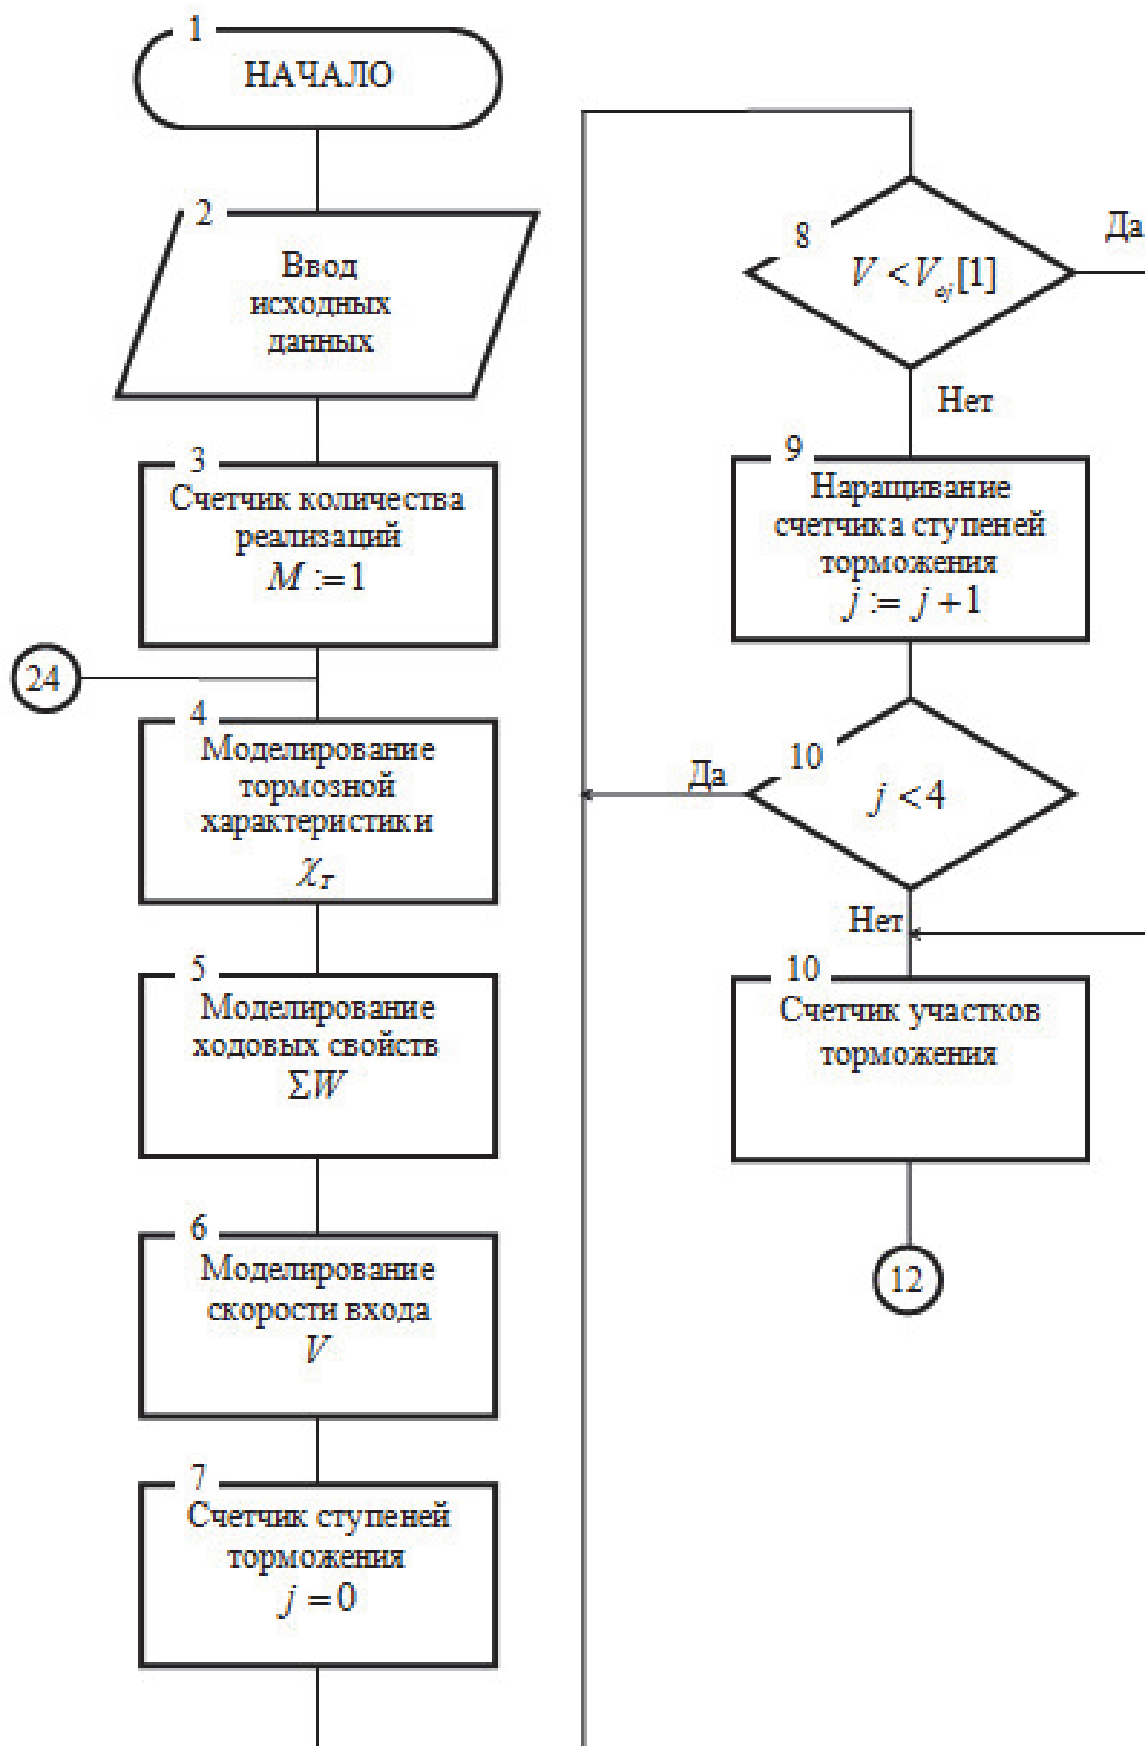 1
НАЧАЛО
2
Ввод
исходных
данных
3
Счетчик количества
реализаций
M := 1
24
4
Моделирование
тормозной
характеристики
χ_T
5
Моделирование
ходовых свойств
ΣW
6
Моделирование
скорости входа
V
7
Счетчик ступеней
торможения
j = 0
8
V < V_ej[1]
Да
Нет
9
Наращивание
счетчика ступеней
торможения
j := j + 1
10
j < 4
Да
Нет
10
Счетчик участков
торможения
12